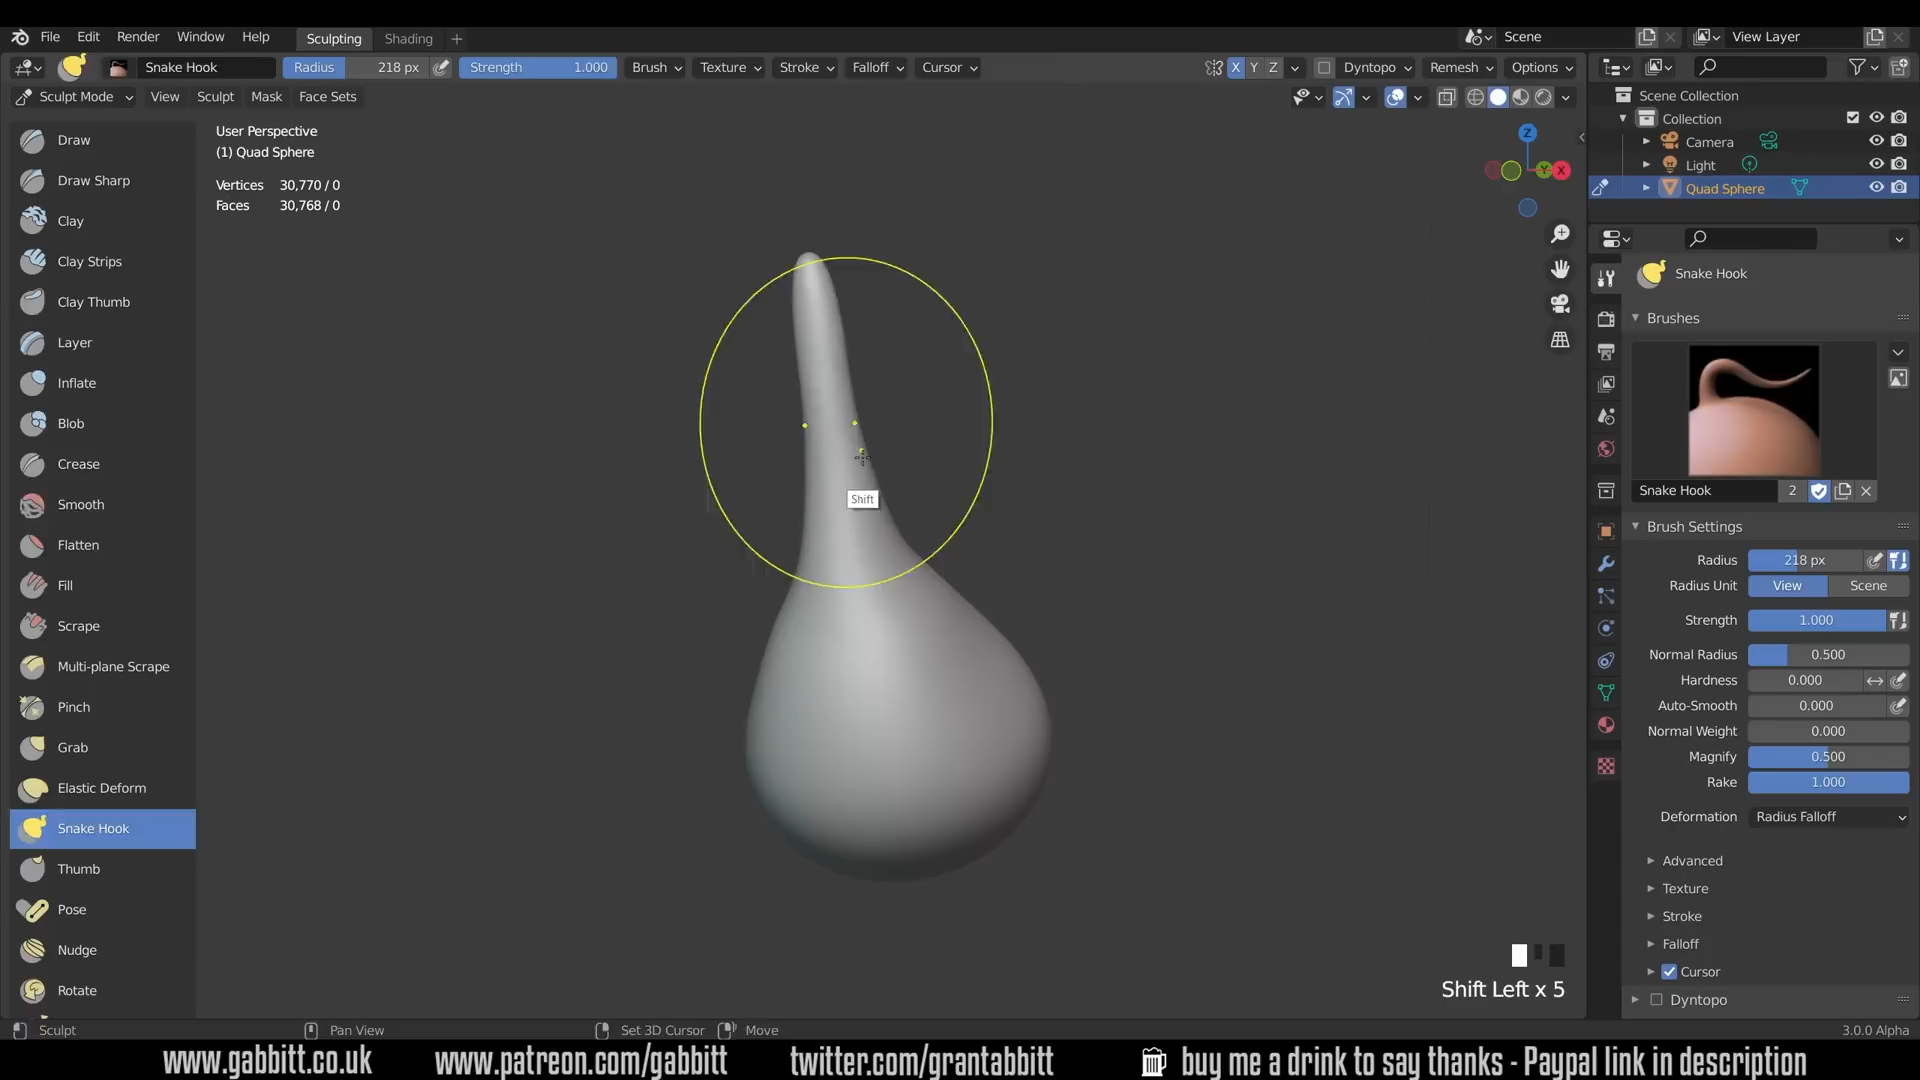 File Edit Render Window Help Sculpting Shading + Scene View Layer
Snake Hook Radius 218 px Strength 1.000 Brush Texture Stroke Falloff Cursor X Y Z Dyntopo Remesh Options
Sculpt Mode View Sculpt Mask Face Sets
Scene Collection
Collection
Camera
Light
Quad Sphere
User Perspective
(1) Quad Sphere
Vertices 30,770 / 0
Faces 30,768 / 0
Z
Y X
Draw
Draw Sharp
Clay
Clay Strips
Clay Thumb
Layer
Inflate
Blob
Crease
Smooth
Flatten
Fill
Scrape
Multi-plane Scrape
Pinch
Grab
Elastic Deform
Snake Hook
Thumb
Pose
Nudge
Rotate
Shift
Shift Left x 5
Snake Hook
Brushes
Snake Hook 2
Brush Settings
Radius 218 px
Radius Unit View Scene
Strength 1.000
Normal Radius 0.500
Hardness 0.000
Auto-Smooth 0.000
Normal Weight 0.000
Magnify 0.500
Rake 1.000
Deformation Radius Falloff
Advanced
Texture
Stroke
Falloff
Cursor
Dyntopo
Sculpt Pan View Set 3D Cursor Move 3.0.0 Alpha
www.gabbitt.co.uk www.patreon.com/gabbitt twitter.com/grantabbitt buy me a drink to say thanks - Paypal link in description